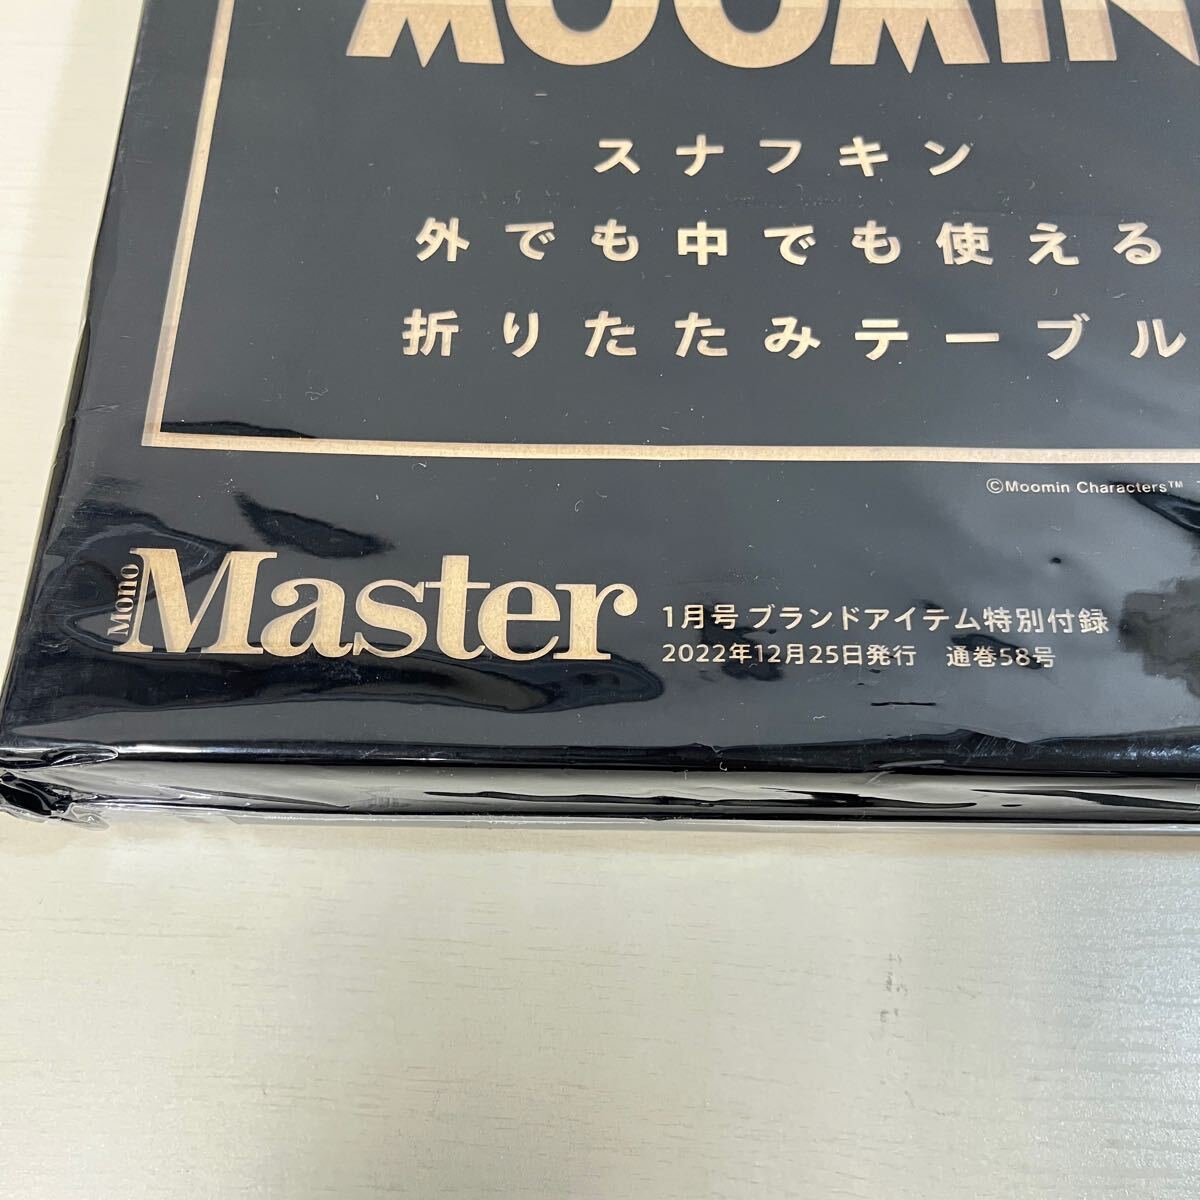 MOOMIN
スナフキン
外でも中でも使える
折りたたみテーブル
©Moomin Characters™
Mono Master
1月号 ブランドアイテム特別付録
2022年12月25日発行 通巻58号